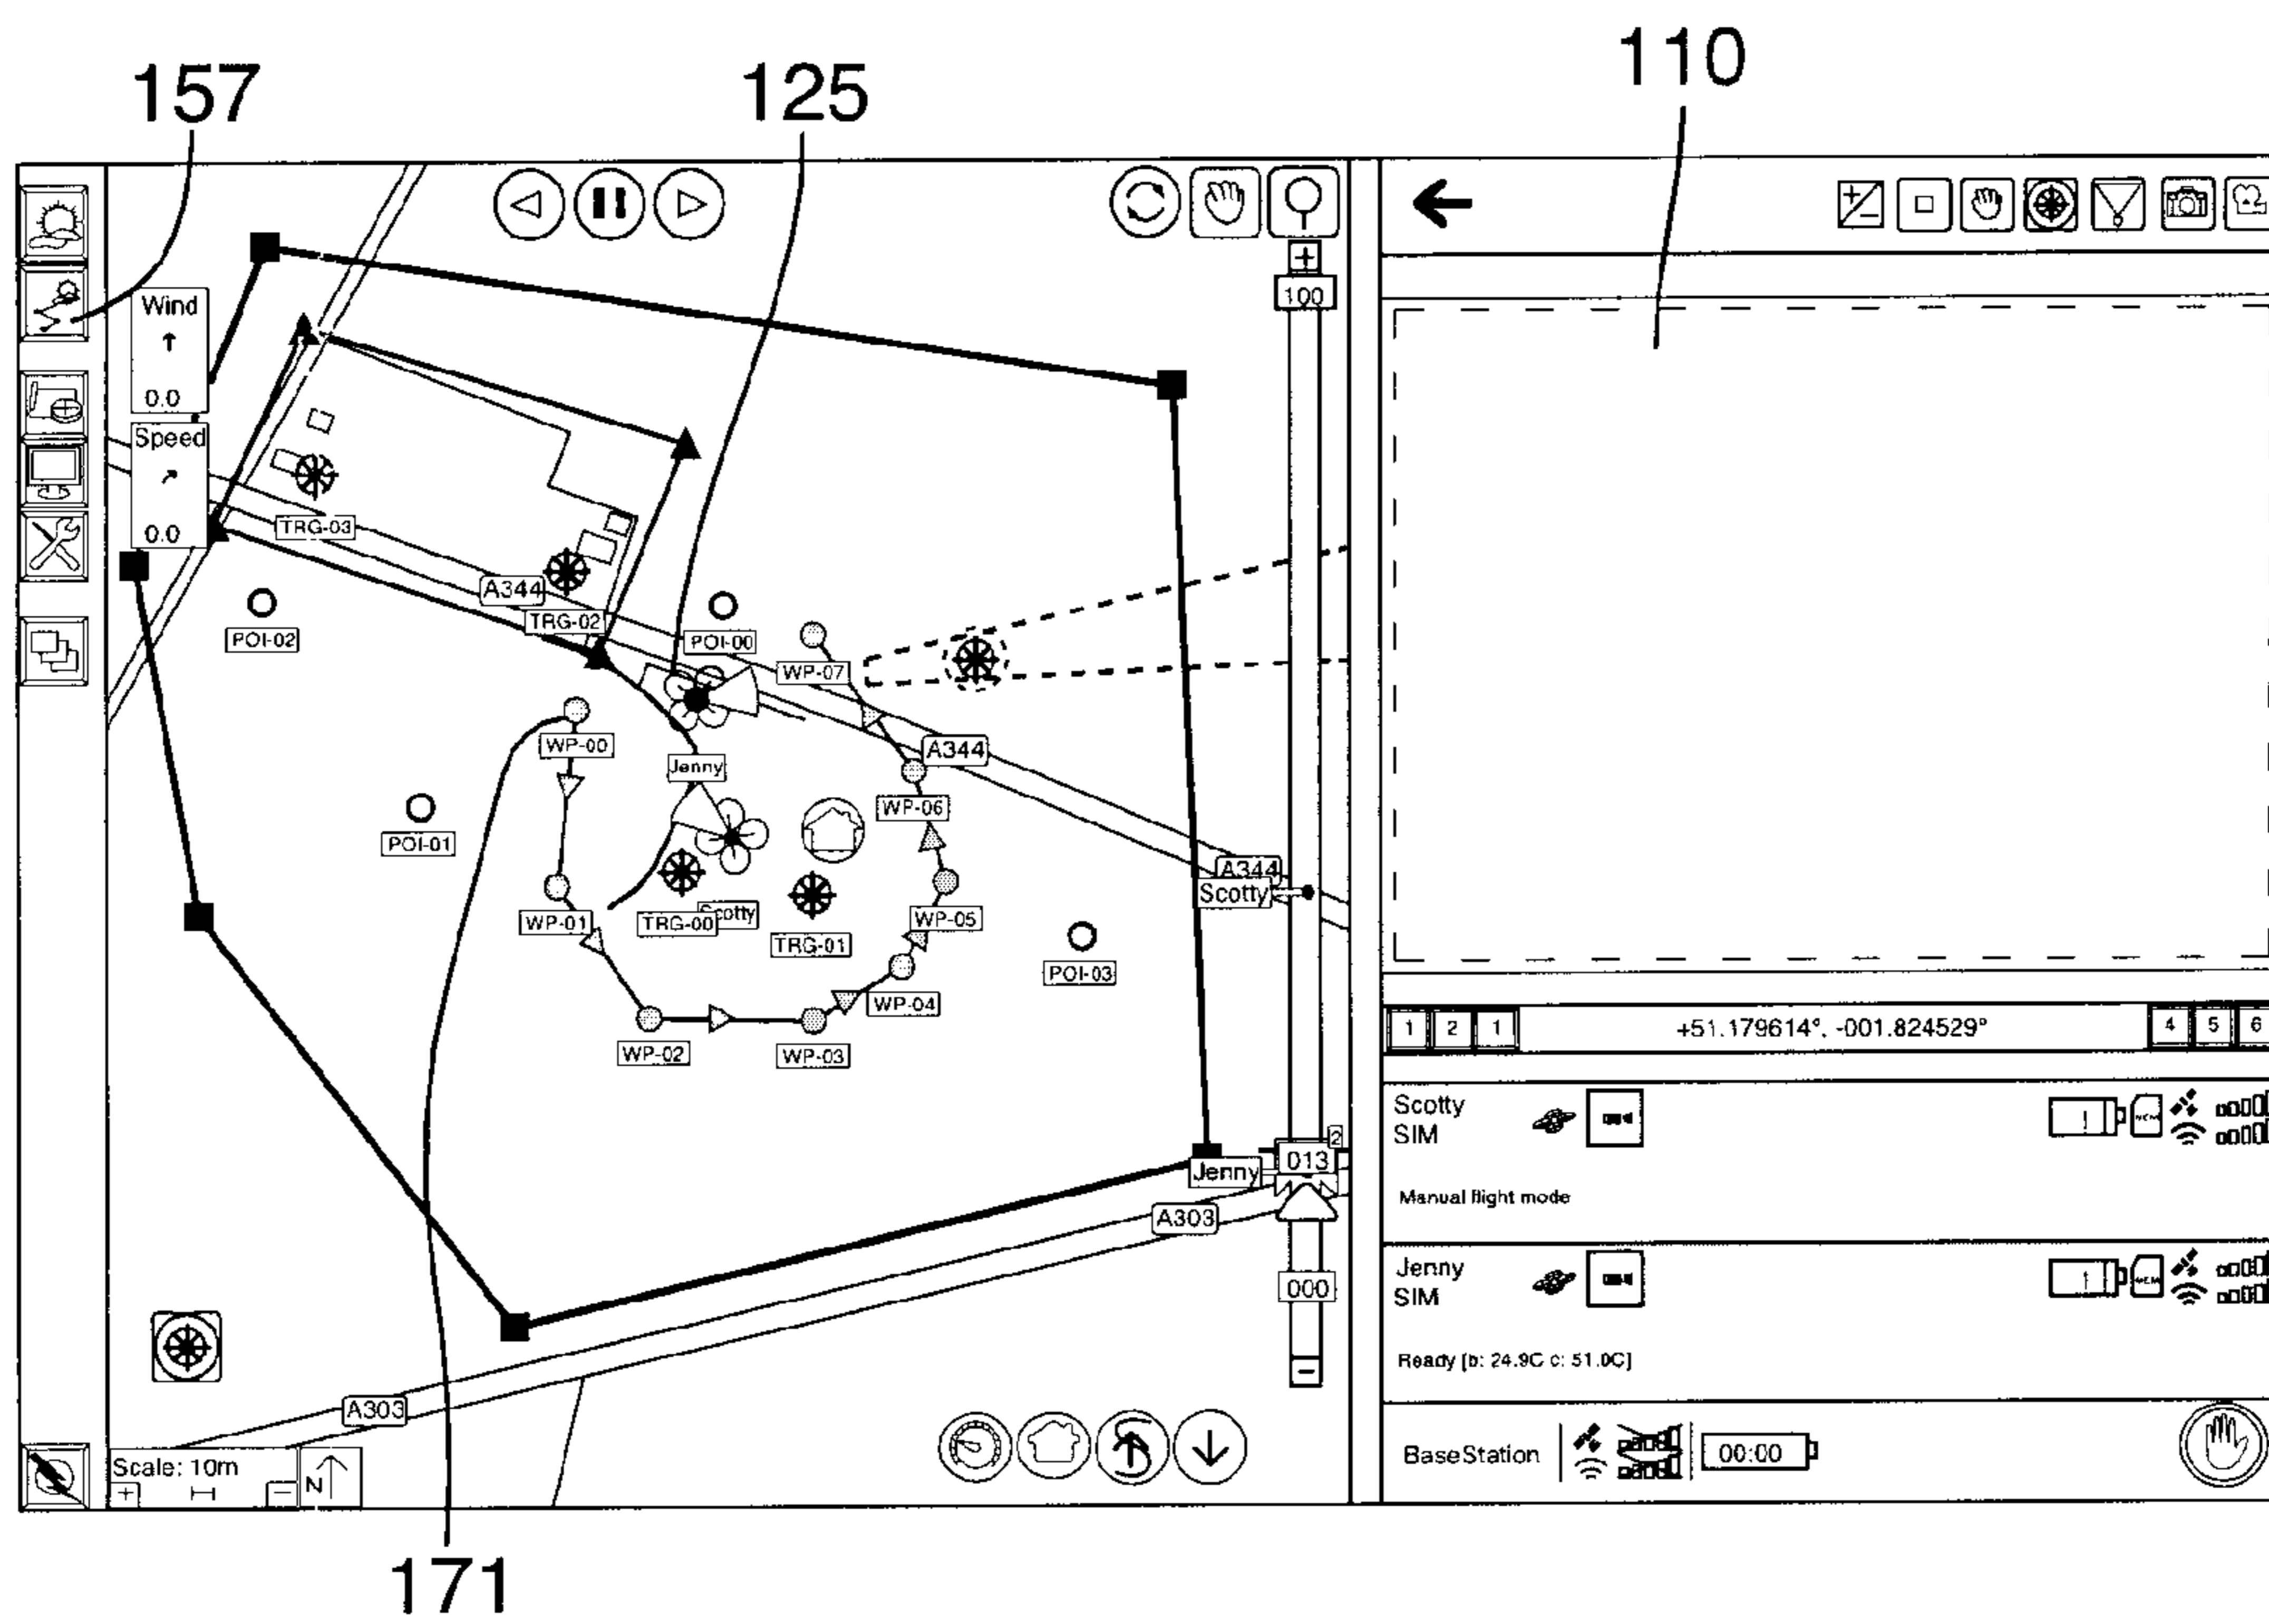 157
125
110
Wind
0.0
Speed
0.0
+
100
TRG-03
A344
TRG-02
POI-02
POI-00
WP-07
WP-00
A344
Jenny
WP-06
POI-01
A344
Scotty
WP-01
TRG-00
Scotty
WP-05
TRG-01
POI-03
WP-04
WP-02
WP-03
2
013
Jenny
A303
000
−
A303
Scale: 10m
+
−
N
1 2 1
+51.179614°, -001.824529°
4 5 6
Scotty
SIM
Manual flight mode
Jenny
SIM
Ready [b: 24.9C c: 51.0C]
BaseStation
00:00
171